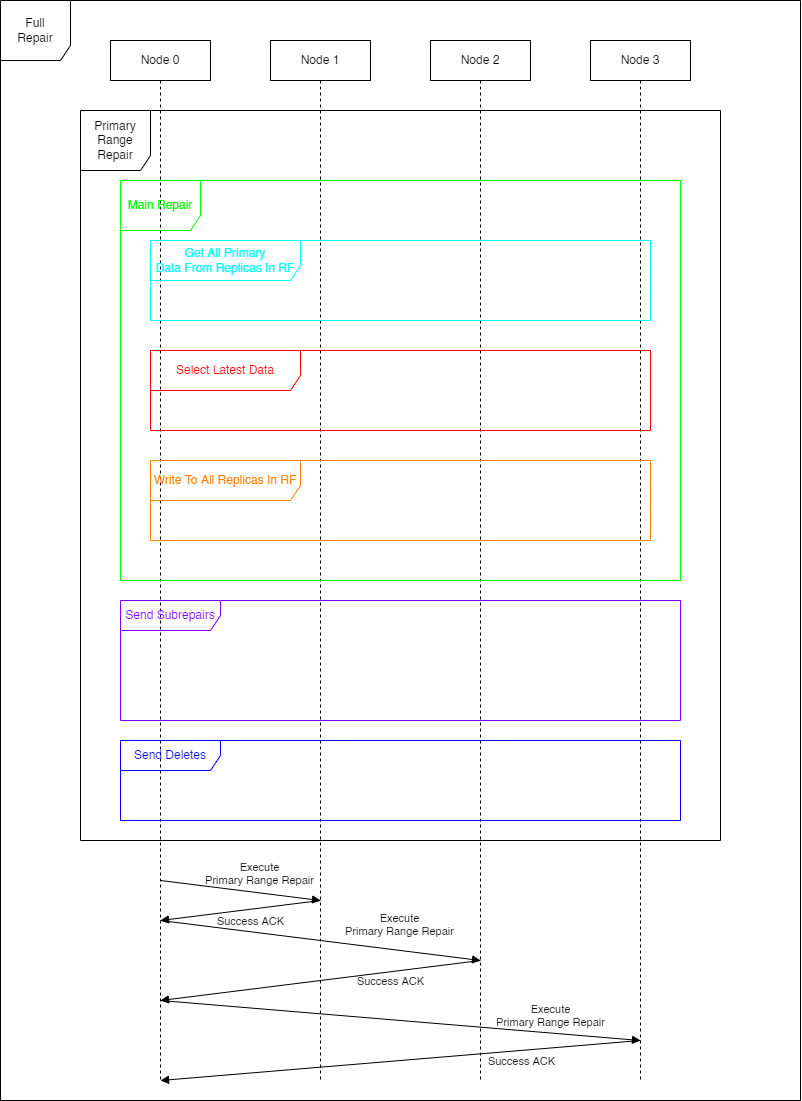 Full
Repair
Node 0
Node 1
Node 2
Node 3
Primary
Range
Repair
Main Repair
Get All Primary
Data From Replicas In RF
Select Latest Data
Write To All Replicas In RF
Send Subrepairs
Send Deletes
Execute
Primary Range Repair
Success ACK
Execute
Primary Range Repair
Success ACK
Execute
Primary Range Repair
Success ACK